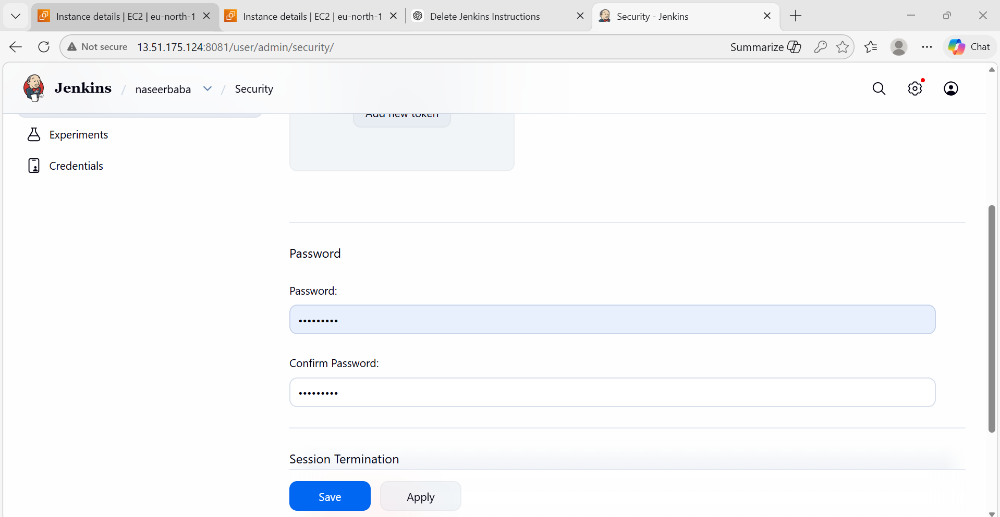 Instance details | EC2 | eu-north-1
Instance details | EC2 | eu-north-1
Delete Jenkins Instructions
Security - Jenkins
Not secure
13.51.175.124:8081/user/admin/security/
Summarize
Chat
Jenkins / naseerbaba / Security
Add new token
Experiments
Credentials
Password
Password:
•••••••••
Confirm Password:
•••••••••
Session Termination
Save
Apply